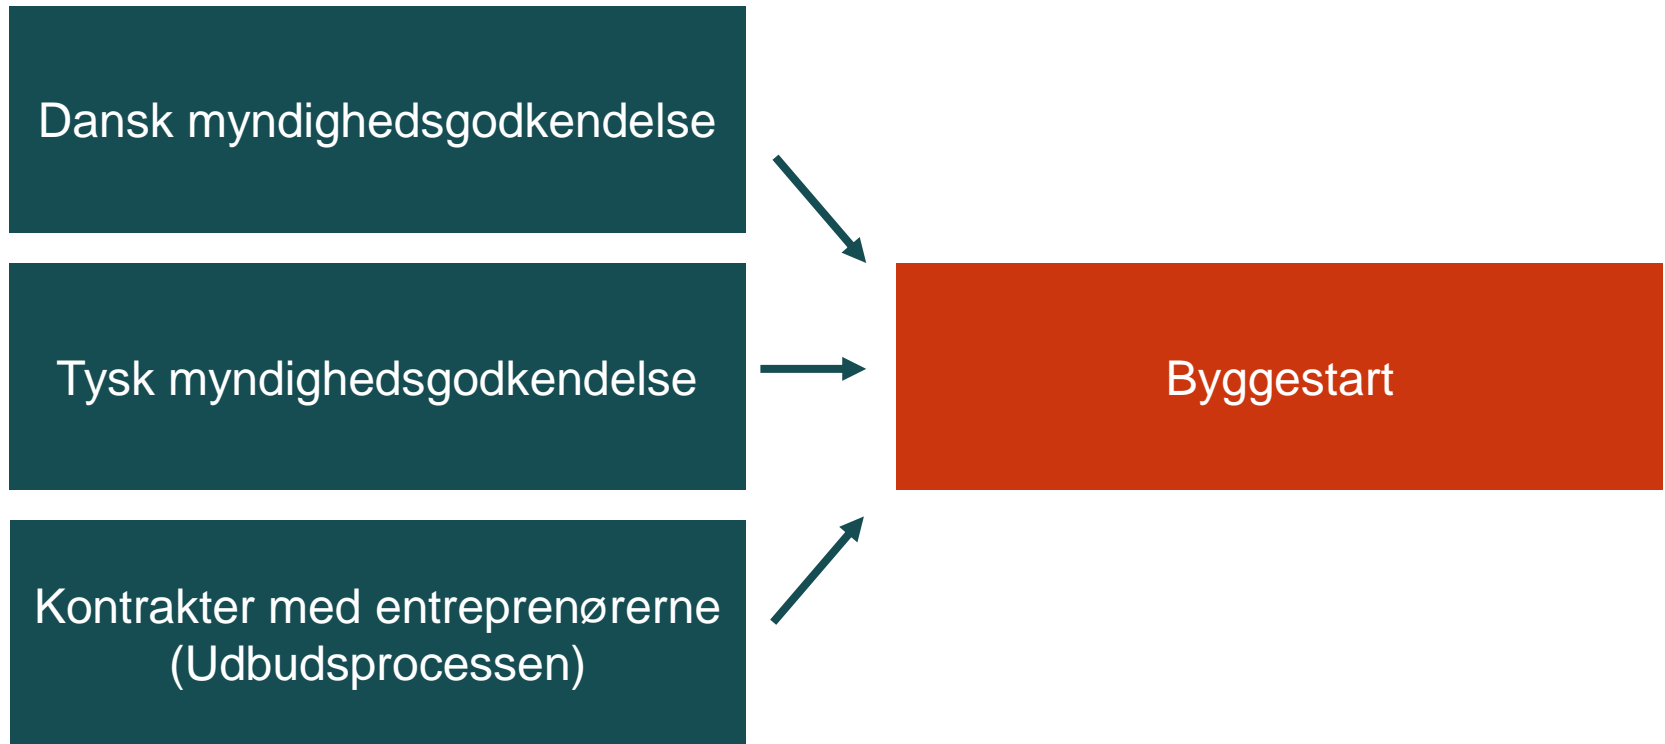 Dansk myndighedsgodkendelse
Tysk myndighedsgodkendelse
Byggestart
Kontrakter med entreprenørerne
(Udbudsprocessen)